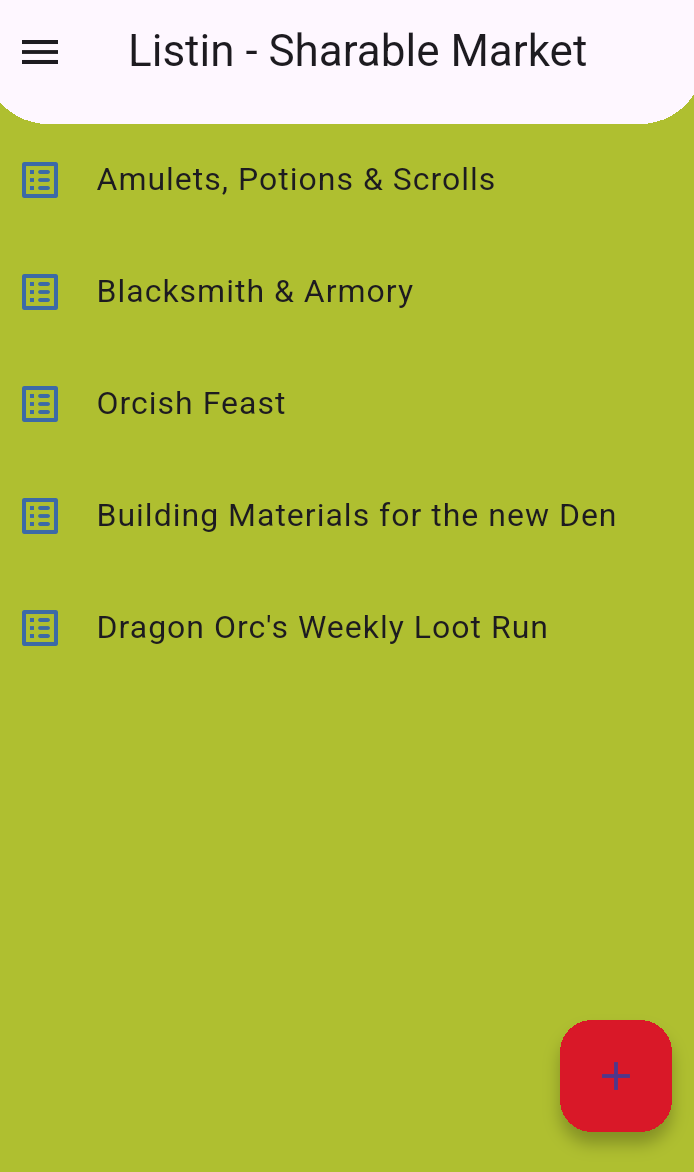 Listin - Sharable Market
Amulets, Potions & Scrolls
Blacksmith & Armory
Orcish Feast
Building Materials for the new Den
Dragon Orc's Weekly Loot Run